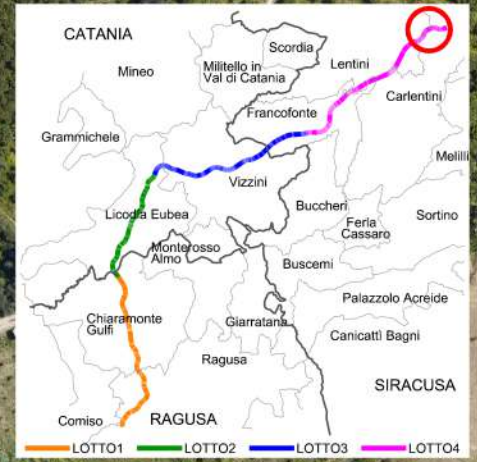 CATANIA
Scordia
Mineo
Militello in
Val di Catania
Lentini
Carlentini
Francofonte
Grammichele
Melilli
Vizzini
Licodia Eubea
Buccheri
Ferla
Cassaro
Sortino
Monterosso
Almo
Buscemi
Palazzolo Acreide
Chiaramonte
Gulfi
Giarratana
Canicattì Bagni
Ragusa
SIRACUSA
Comiso
RAGUSA
LOTTO1 LOTTO2 LOTTO3 LOTTO4